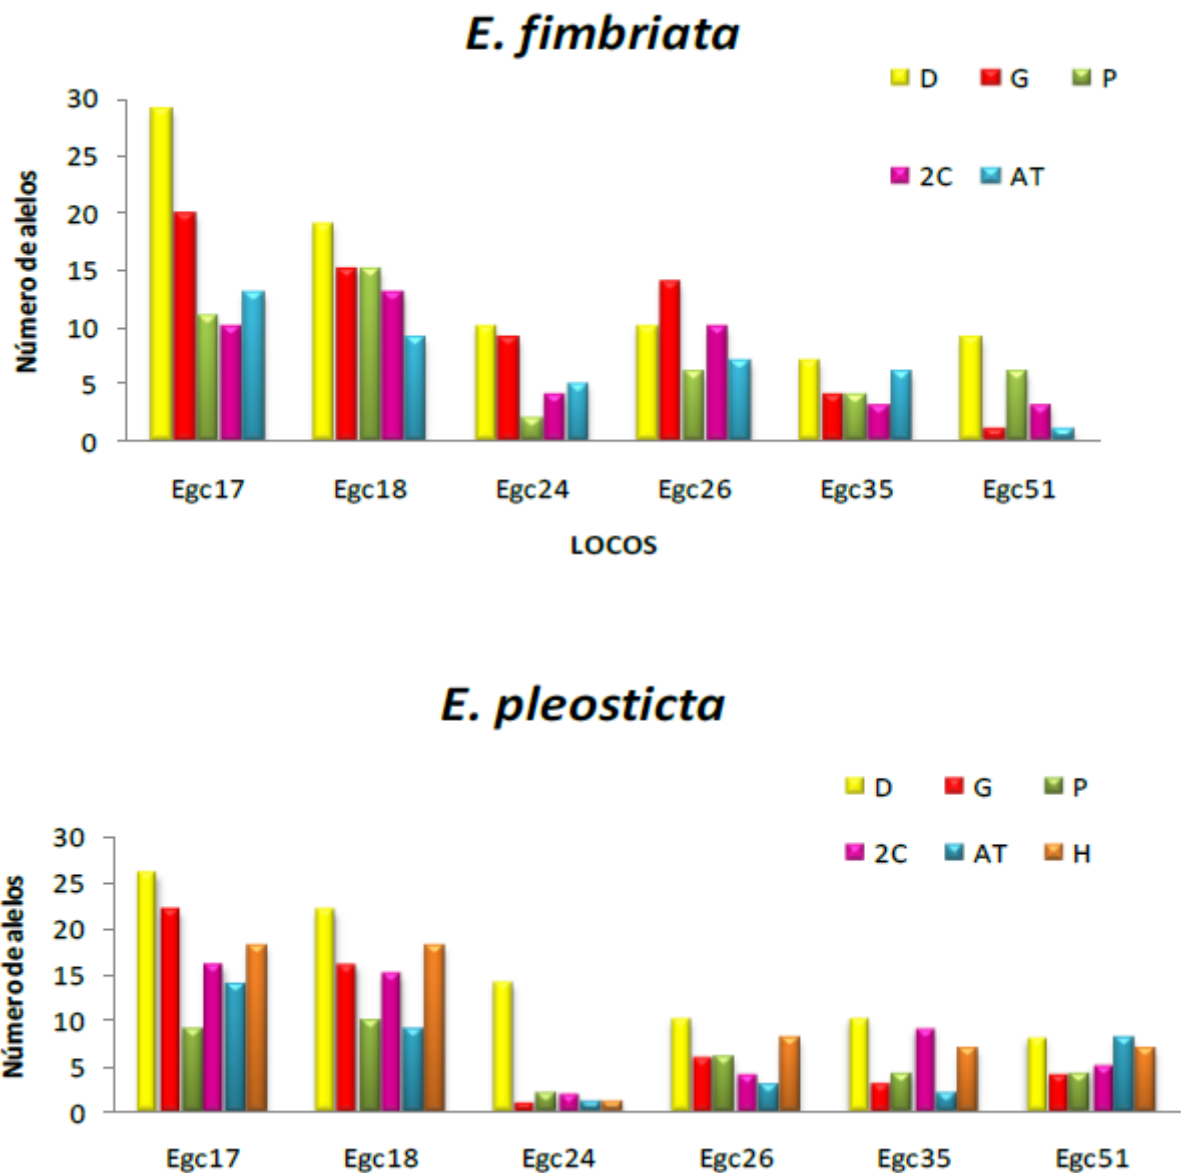 E. fimbriata
D G P
2C AT
Número de alelos
30
25
20
15
10
5
0
Egc17 Egc18 Egc24 Egc26 Egc35 Egc51
LOCOS
E. pleosticta
D G P
2C AT H
Número de alelos
30
25
20
15
10
5
0
Egc17 Egc18 Egc24 Egc26 Egc35 Egc51